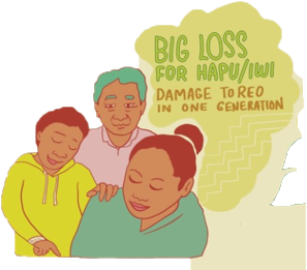 BIG LOSS
FOR HAPU/IWI
DAMAGE TO REO
IN ONE GENERATION